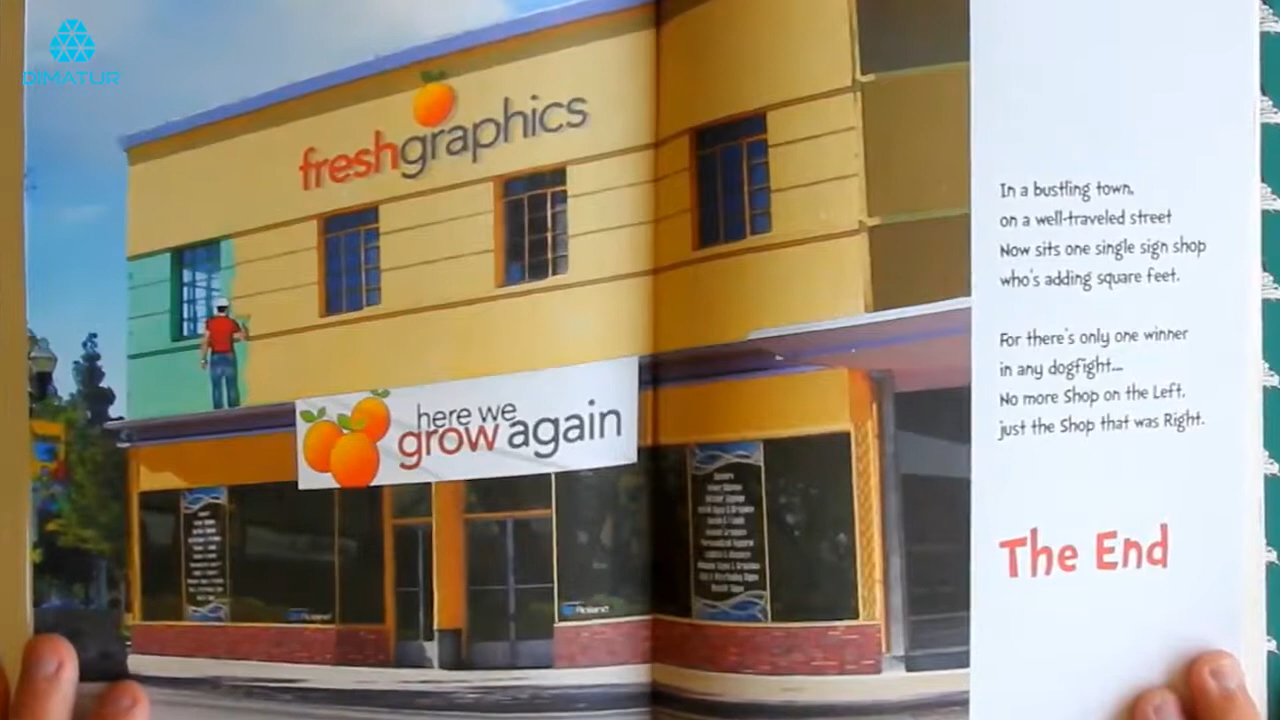 DIMATUR
freshgraphics
here we
grow again
Roland
Roland
In a bustling town,
on a well-traveled street
Now sits one single sign shop
who's adding square feet.
For there's only one winner
in any dogfight...
No more Shop on the Left,
just the Shop that was Right.
The End